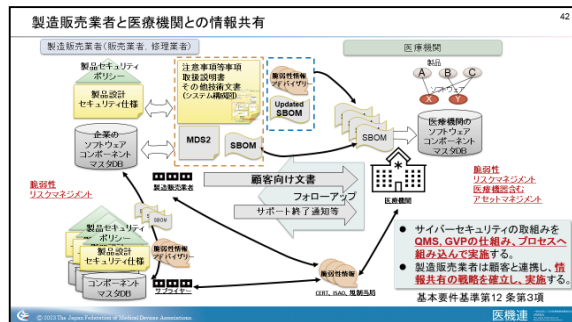 製造販売業者と医療機関との情報共有
42
製造販売業者(販売業者、修理業者)
医療機関
製品セキュリティ
ポリシー
製品設計
セキュリティ仕様
企業の
ソフトウェア
コンポーネント
マスタDB
注意事項等事項
取扱説明書
その他技術文書
(システム構成図)
MDS2
SBOM
脆弱性情報
アドバイザリー
Updated
SBOM
SBOM
製品
A
B
C
ソフトウェア
X
Y
医療機関の
ソフトウェア
コンポーネント
マスタDB
脆弱性
リスクマネジメント
製造販売業者
顧客向け文書
フォローアップ
サポート終了通知等
医療機関
脆弱性
リスクマネジメント
医療機器含む
アセットマネジメント
製品セキュリティ
ポリシー
製品設計
セキュリティ仕様
コンポーネント
マスタDB
SBOM
脆弱性情報
アドバイザリー
サプライヤー
脆弱性情報
CERT, ISAO, 規制当局
● サイバーセキュリティの取組みを
QMS, GVPの仕組み、プロセスへ
組み込んで実施する。
● 製造販売業者は顧客と連携し、情
報共有の戦略を確立し、実施する。
基本要件基準第12 条第3項
© 2023 The Japan Federation of Medical Devices Associations
医機連